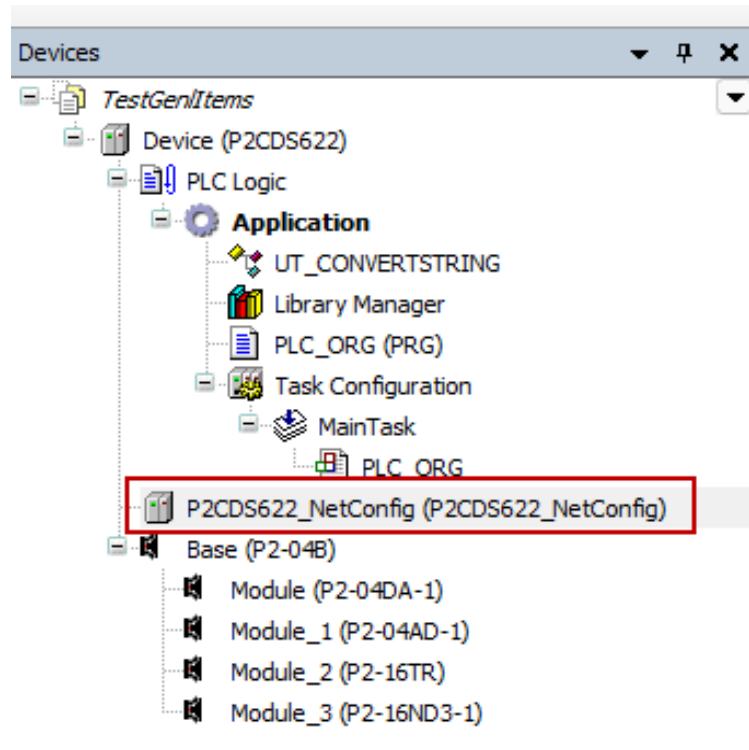 Devices
TestGenlItems
Device (P2CDS622)
PLC Logic
Application
UT_CONVERTSTRING
Library Manager
PLC_ORG (PRG)
Task Configuration
MainTask
PLC_ORG
P2CDS622_NetConfig (P2CDS622_NetConfig)
Base (P2-04B)
Module (P2-04DA-1)
Module_1 (P2-04AD-1)
Module_2 (P2-16TR)
Module_3 (P2-16ND3-1)